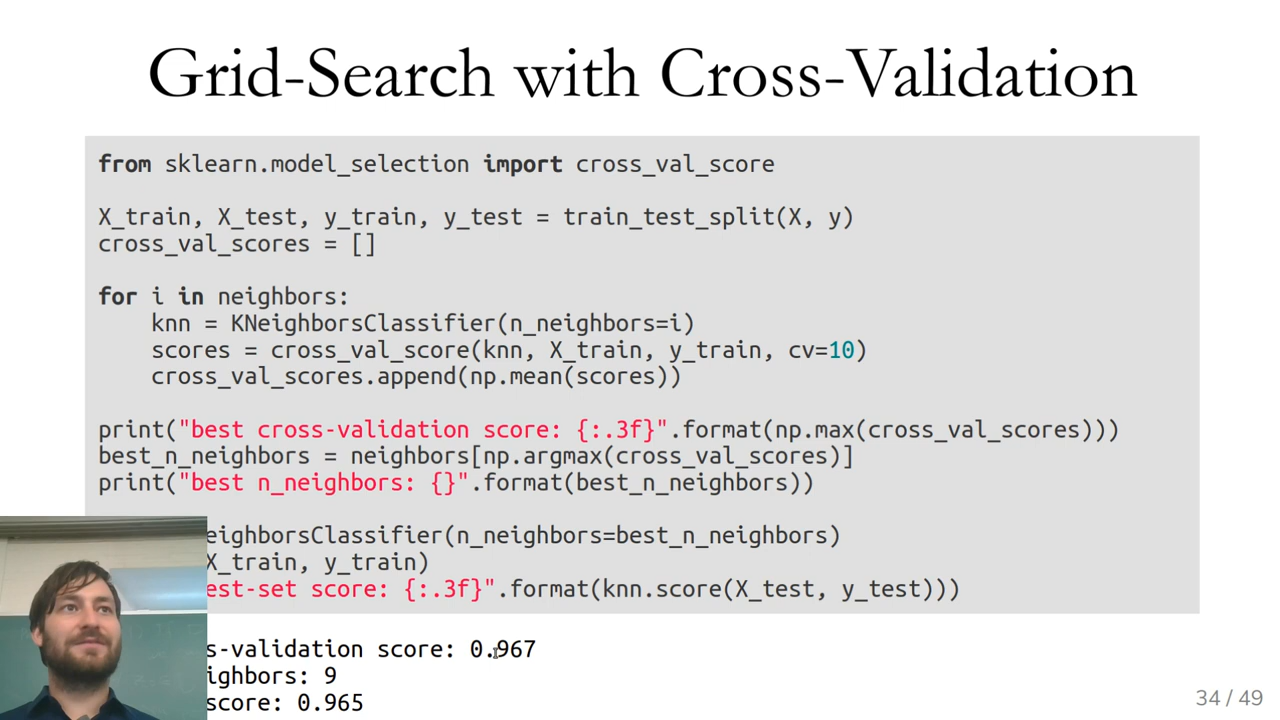 Grid-Search with Cross-Validation
from sklearn.model_selection import cross_val_score
X_train, X_test, y_train, y_test = train_test_split(X, y)
cross_val_scores = []
for i in neighbors:
    knn = KNeighborsClassifier(n_neighbors=i)
    scores = cross_val_score(knn, X_train, y_train, cv=10)
    cross_val_scores.append(np.mean(scores))
print("best cross-validation score: {:.3f}".format(np.max(cross_val_scores)))
best_n_neighbors = neighbors[np.argmax(cross_val_scores)]
print("best n_neighbors: {}".format(best_n_neighbors))
eighborsClassifier(n_neighbors=best_n_neighbors)
X_train, y_train)
est-set score: {:.3f}".format(knn.score(X_test, y_test)))
s-validation score: 0.967
ighbors: 9
score: 0.965
34 / 49